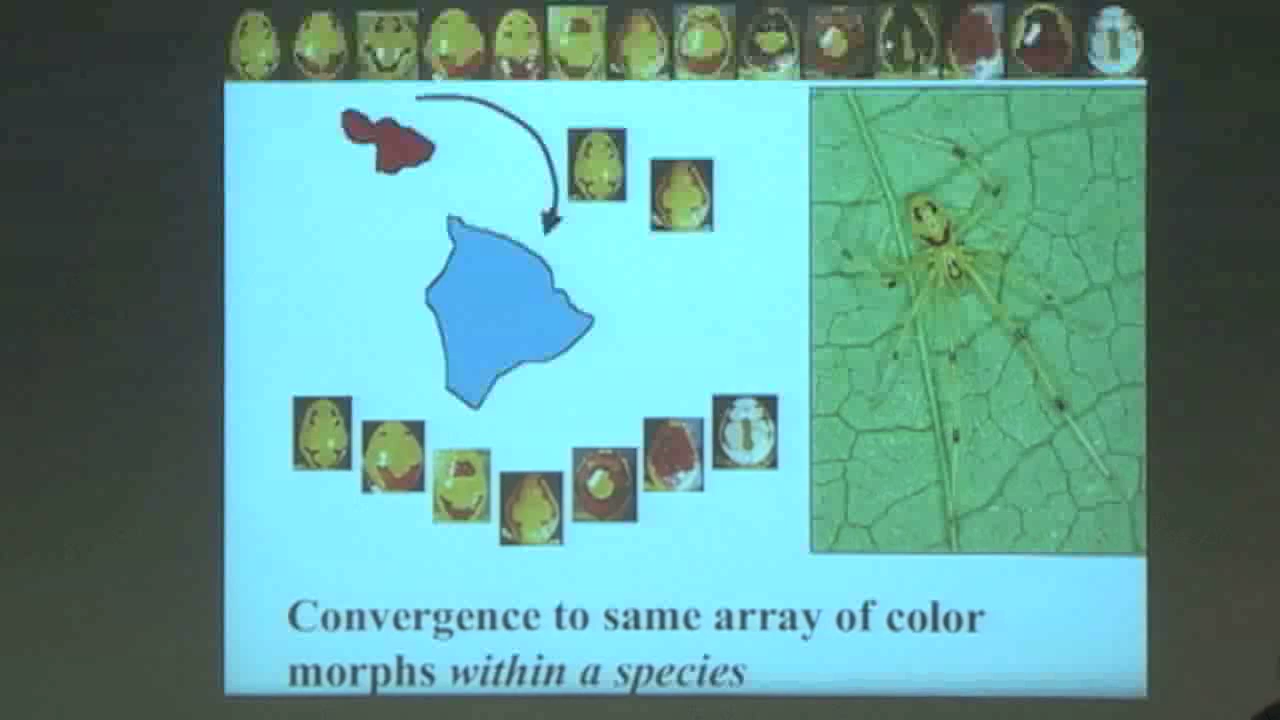 Convergence to same array of color
morphs within a species